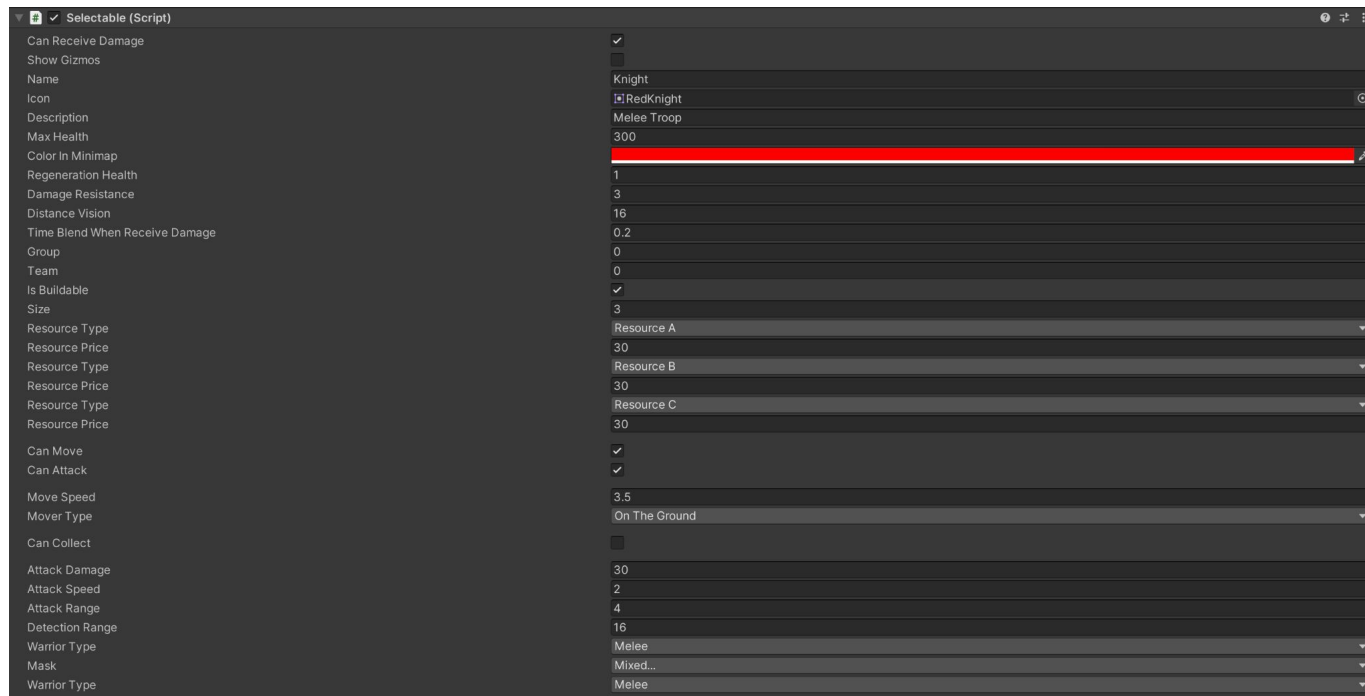 Selectable (Script)
Can Receive Damage
Show Gizmos
Name Knight
Icon RedKnight
Description Melee Troop
Max Health 300
Color In Minimap
Regeneration Health 1
Damage Resistance 3
Distance Vision 16
Time Blend When Receive Damage 0.2
Group 0
Team 0
Is Buildable
Size 3
Resource Type Resource A
Resource Price 30
Resource Type Resource B
Resource Price 30
Resource Type Resource C
Resource Price 30
Can Move
Can Attack
Move Speed 3.5
Mover Type On The Ground
Can Collect
Attack Damage 30
Attack Speed 2
Attack Range 4
Detection Range 16
Warrior Type Melee
Mask Mixed...
Warrior Type Melee